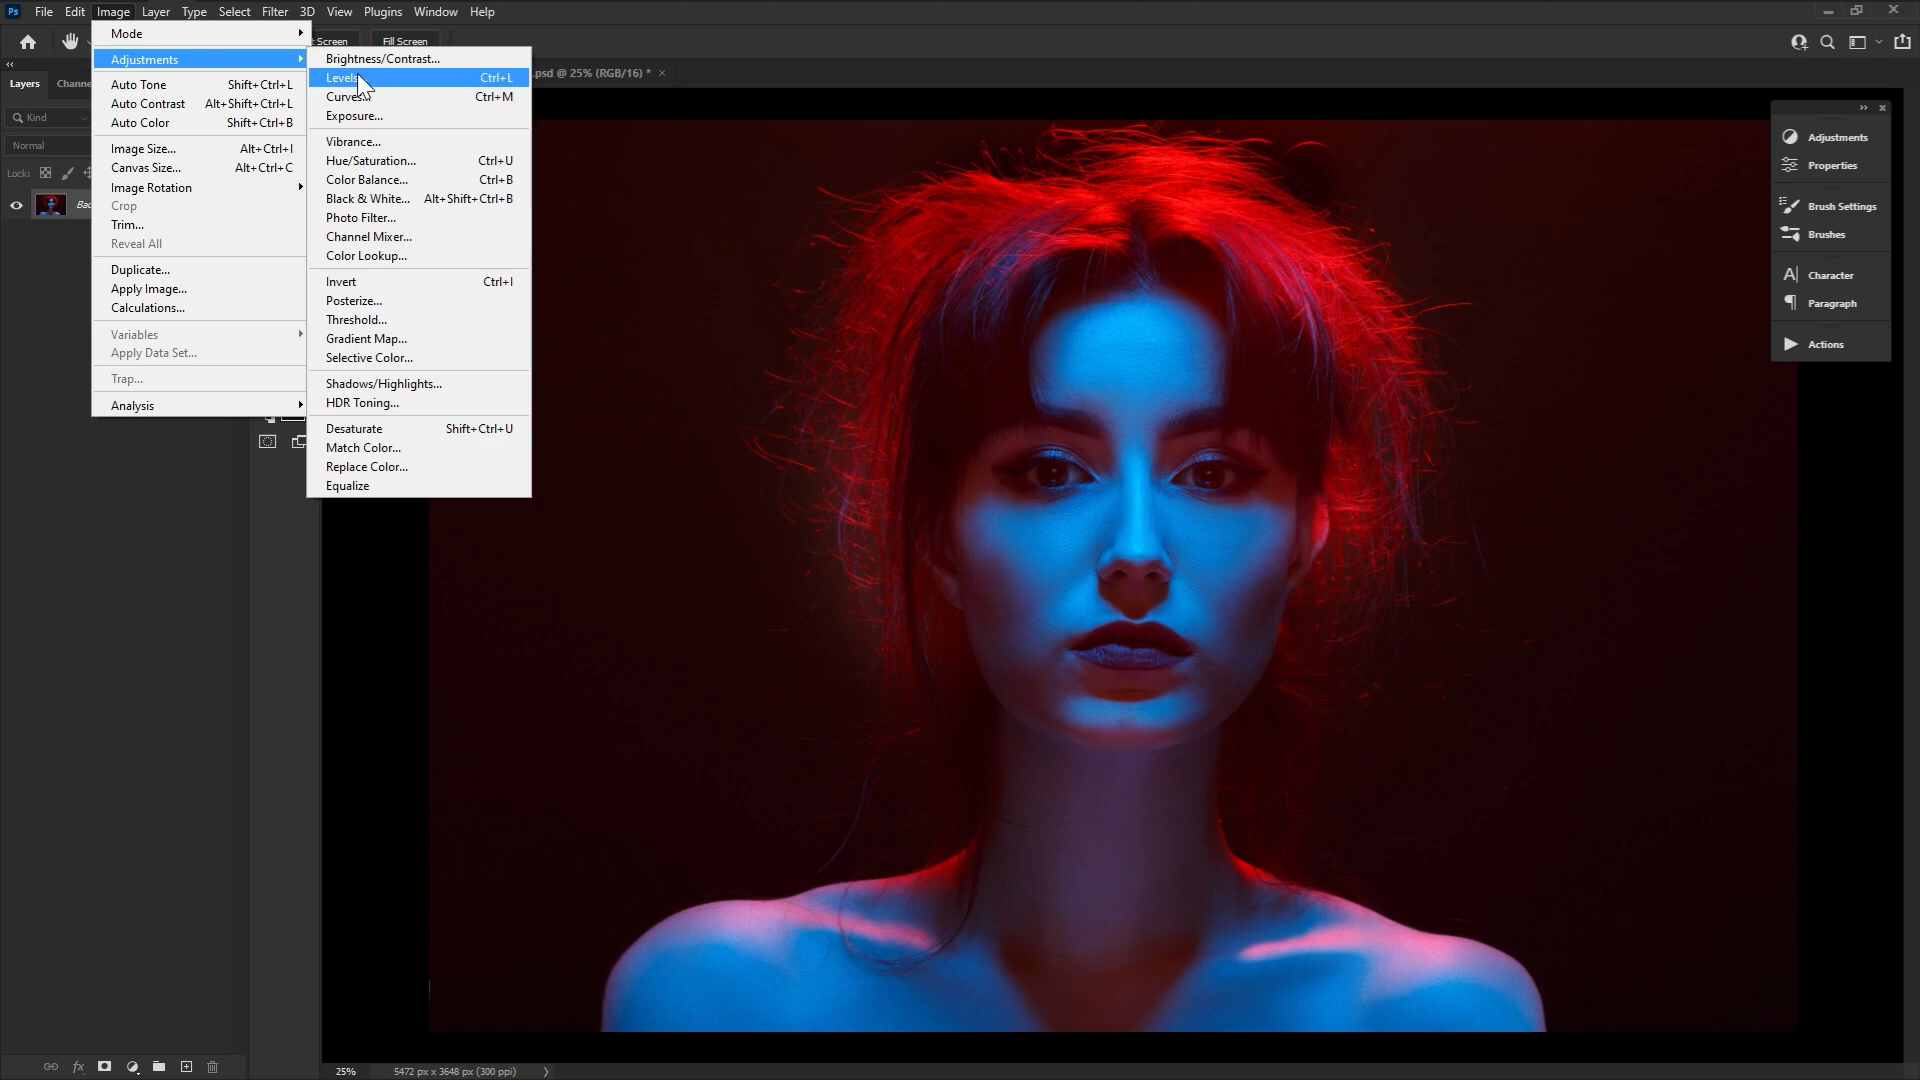 Ps File Edit Image Layer Type Select Filter 3D View Plugins Window Help
Screen Fill Screen
.psd @ 25% (RGB/16) *
Layers
Kind
Normal
Lock:
Mode
Adjustments
Auto Tone Shift+Ctrl+L
Auto Contrast Alt+Shift+Ctrl+L
Auto Color Shift+Ctrl+B
Image Size... Alt+Ctrl+I
Canvas Size... Alt+Ctrl+C
Image Rotation
Crop
Trim...
Reveal All
Duplicate...
Apply Image...
Calculations...
Variables
Apply Data Set...
Trap...
Analysis
Brightness/Contrast...
Levels Ctrl+L
Curves... Ctrl+M
Exposure...
Vibrance...
Hue/Saturation... Ctrl+U
Color Balance... Ctrl+B
Black & White... Alt+Shift+Ctrl+B
Photo Filter...
Channel Mixer...
Color Lookup...
Invert Ctrl+I
Posterize...
Threshold...
Gradient Map...
Selective Color...
Shadows/Highlights...
HDR Toning...
Desaturate Shift+Ctrl+U
Match Color...
Replace Color...
Equalize
Adjustments
Properties
Brush Settings
Brushes
Character
Paragraph
Actions
fx
25% 5472 px x 3648 px (300 ppi)